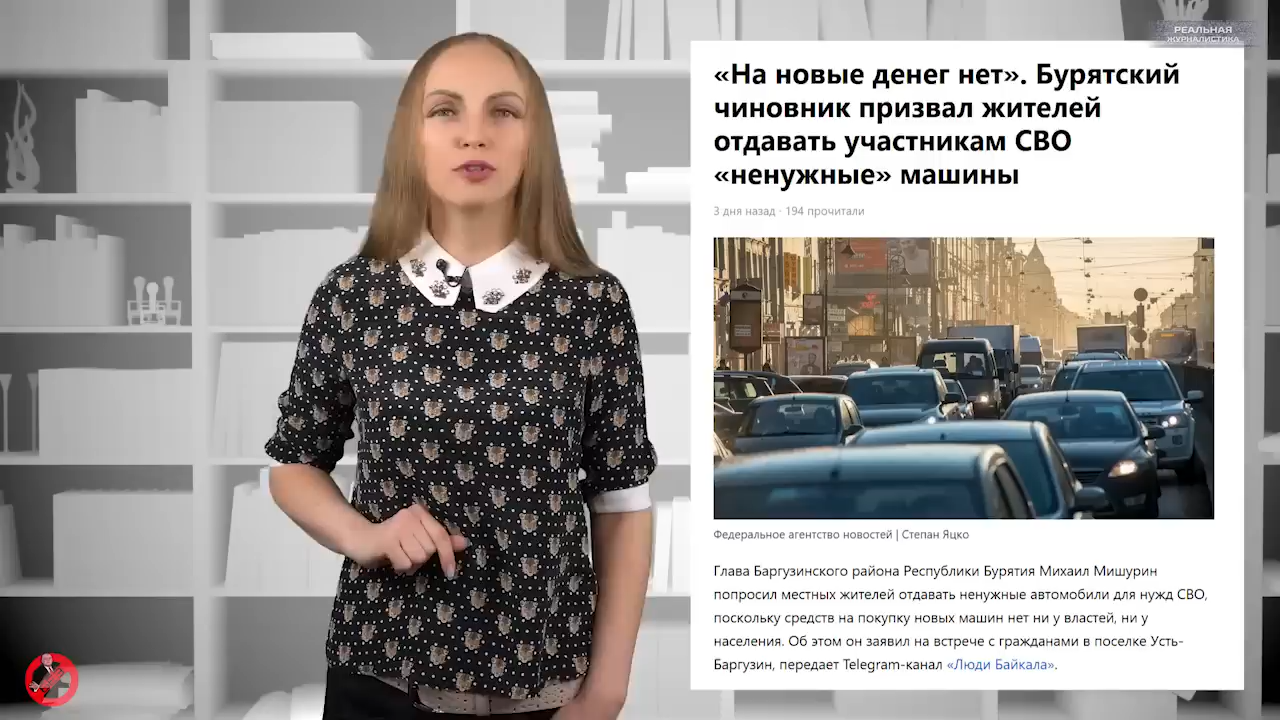 РЕАЛЬНАЯ
ЖУРНАЛИСТИКА
«На новые денег нет». Бурятский
чиновник призвал жителей
отдавать участникам СВО
«ненужные» машины
3 дня назад · 194 прочитали
Федеральное агентство новостей | Степан Яцко
Глава Баргузинского района Республики Бурятия Михаил Мишурин
попросил местных жителей отдавать ненужные автомобили для нужд СВО,
поскольку средств на покупку новых машин нет ни у властей, ни у
населения. Об этом он заявил на встрече с гражданами в поселке Усть-
Баргузин, передает Telegram-канал «Люди Байкала».